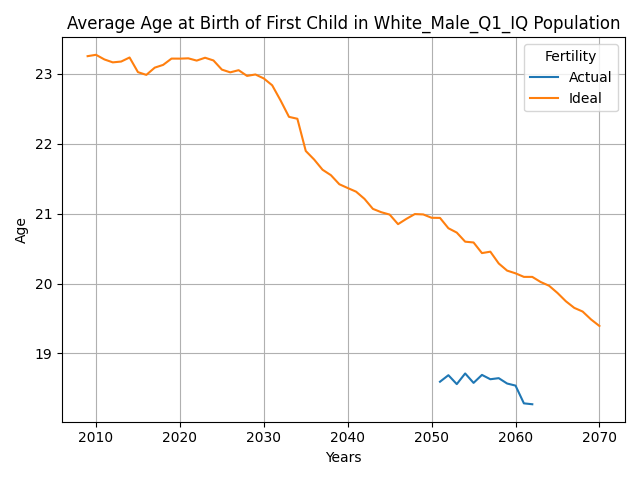 Average Age at Birth of First Child in White_Male_Q1_IQ Population
Fertility
Actual
Ideal
23
22
21
20
19
Age
2010 2020 2030 2040 2050 2060 2070
Years